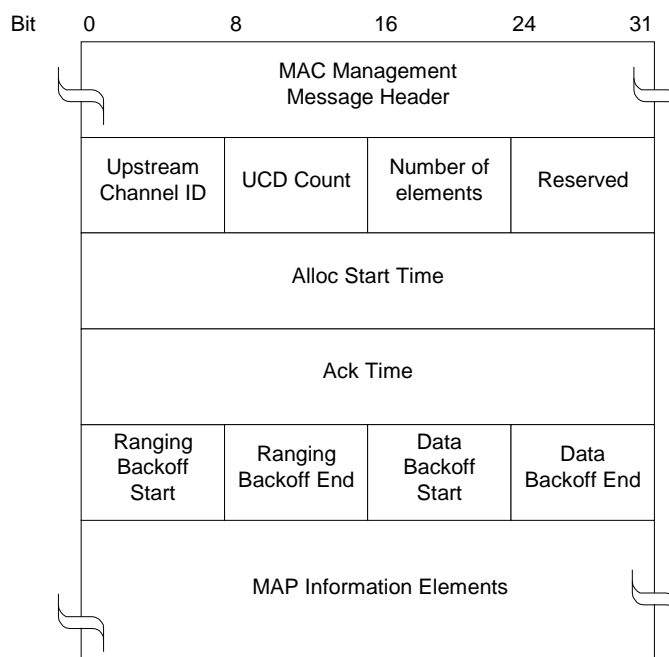 Bit 0 8 16 24 31
MAC Management
Message Header
Upstream
Channel ID
UCD Count
Number of
elements
Reserved
Alloc Start Time
Ack Time
Ranging
Backoff
Start
Ranging
Backoff End
Data
Backoff
Start
Data
Backoff End
MAP Information Elements